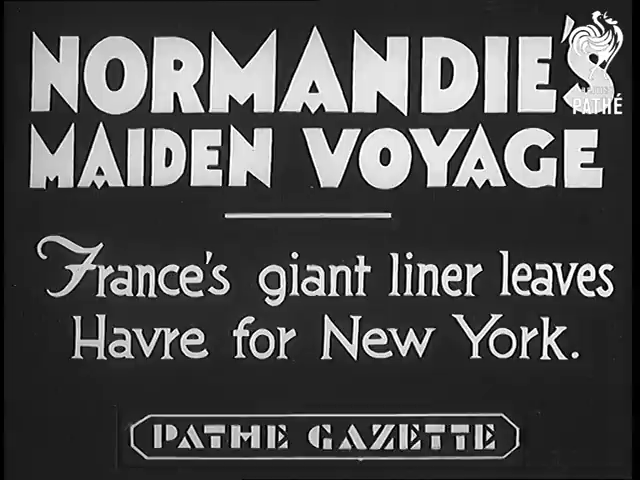 NORMANDIE'S
MAIDEN VOYAGE
France's giant liner leaves
Havre for New York.
PATHE GAZETTE
PATHÉ